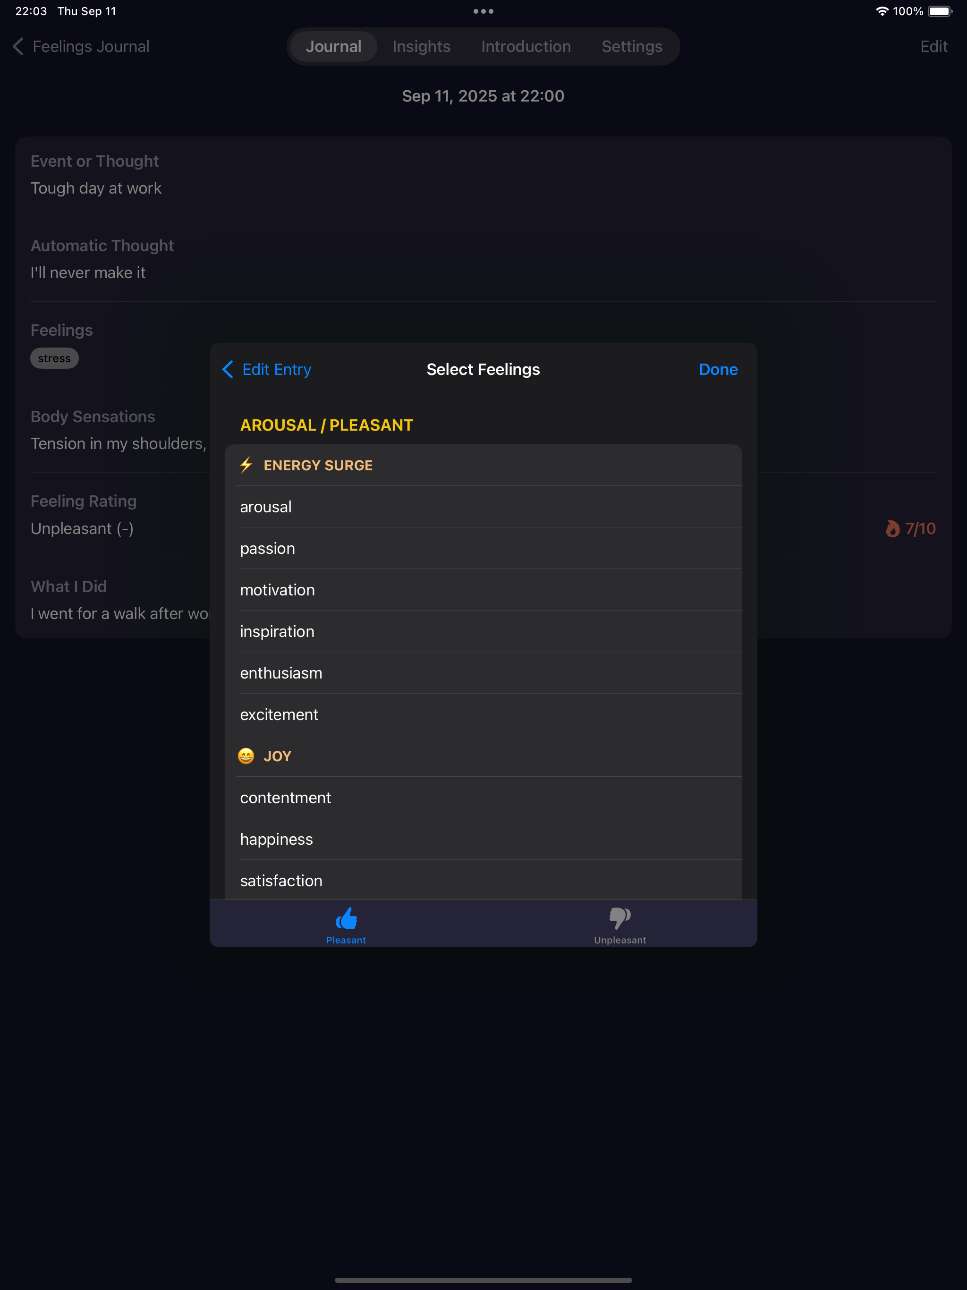 22:03 Thu Sep 11
100%
Feelings Journal
Journal Insights Introduction Settings
Edit
Sep 11, 2025 at 22:00
Event or Thought
Tough day at work
Automatic Thought
I'll never make it
Feelings
stress
Body Sensations
Tension in my shoulders,
Feeling Rating
Unpleasant (-)
7/10
What I Did
I went for a walk after wo
Edit Entry
Select Feelings
Done
AROUSAL / PLEASANT
⚡ ENERGY SURGE
arousal
passion
motivation
inspiration
enthusiasm
excitement
😄 JOY
contentment
happiness
satisfaction
Pleasant
Unpleasant